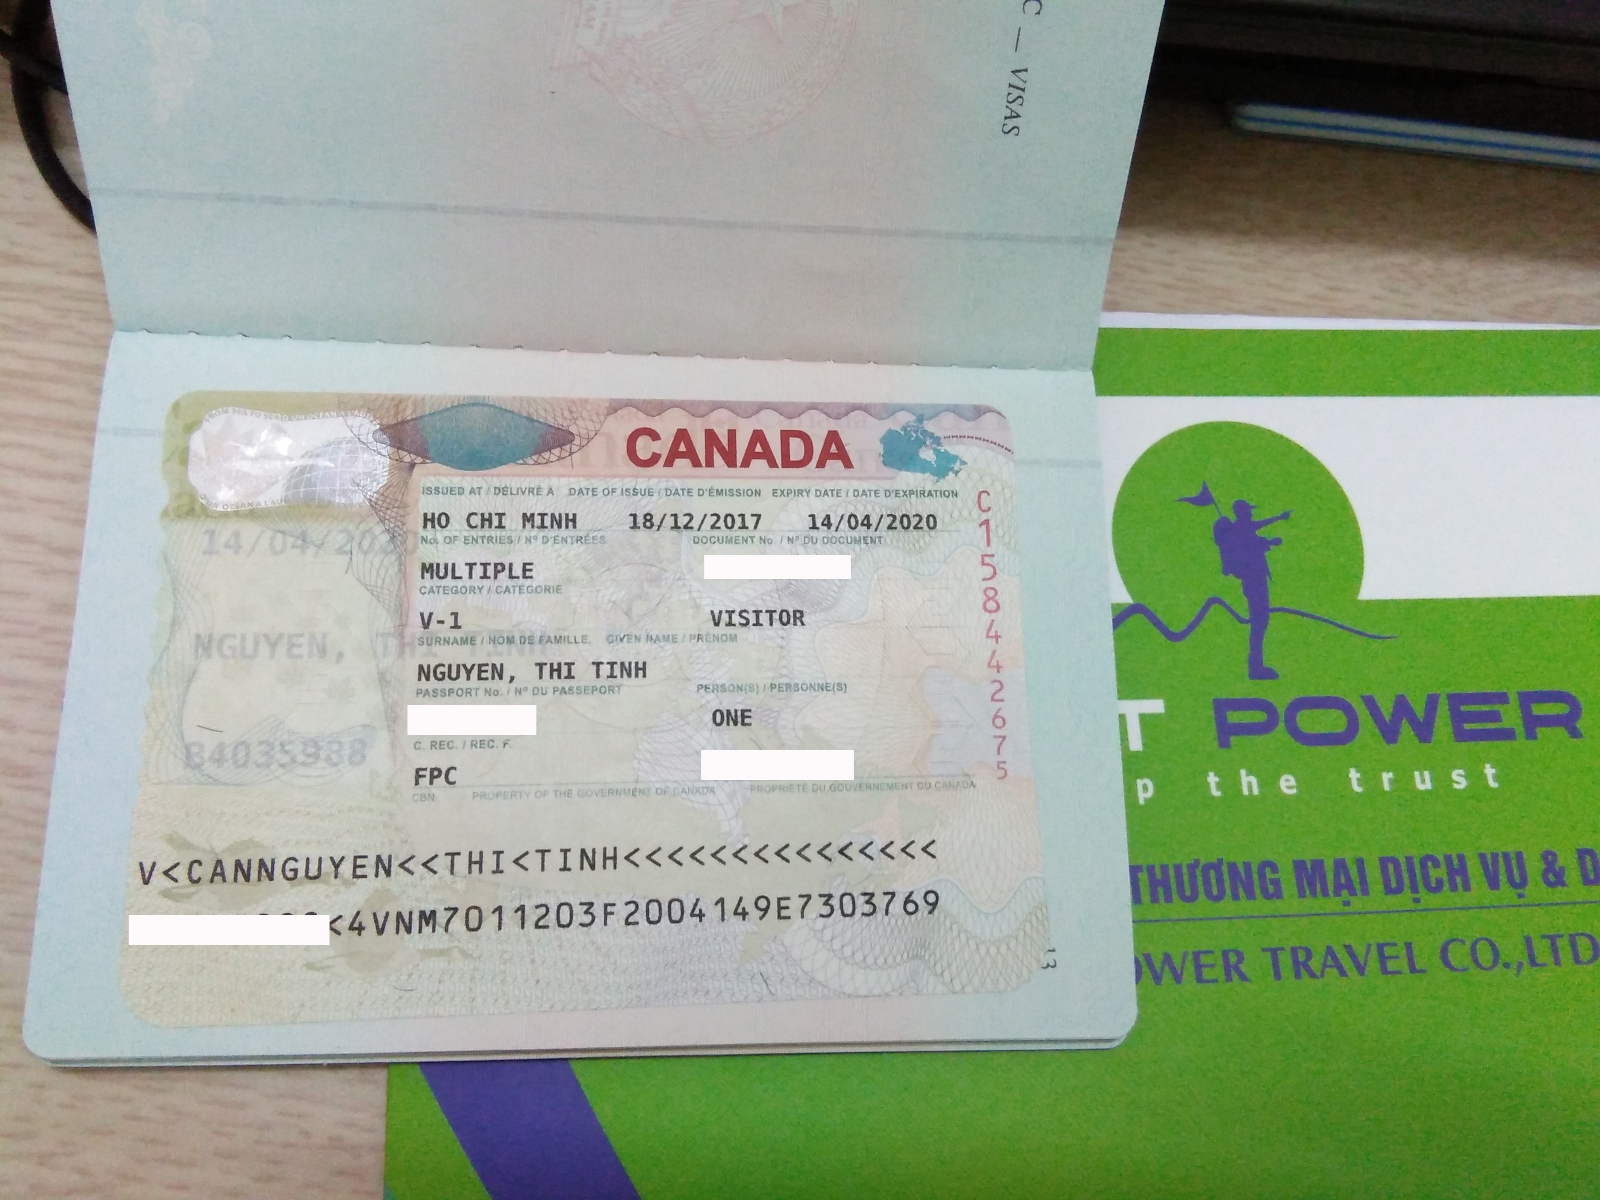 C — VISAS
CANADA
ISSUED AT / DÉLIVRÉ À DATE OF ISSUE / DATE D'ÉMISSION EXPIRY DATE / DATE D'EXPIRATION
HO CHI MINH 18/12/2017 14/04/2020
No. OF ENTRIES / Nº D'ENTRÉES DOCUMENT No. / Nº DU DOCUMENT
MULTIPLE
CATEGORY / CATÉGORIE
V-1 VISITOR
SURNAME / NOM DE FAMILLE, GIVEN NAME / PRÉNOM
NGUYEN, THI TINH
PASSPORT No. / Nº DU PASSEPORT PERSON(S) / PERSONNE(S)
ONE
C. REC. / REC. F.
FPC
CBN PROPERTY OF THE GOVERNMENT OF CANADA PROPRIÉTÉ DU GOUVERNEMENT DU CANADA
C158442675
14/04/2020
NGUYEN, THI TINH
V<CANNGUYEN<<THI<TINH<<<<<<<<<<<<<<<
<4VNM7011203F2004149E7303769
13
T POWER
p the trust
THƯƠNG MẠI DỊCH VỤ & D
OWER TRAVEL CO.,LTD